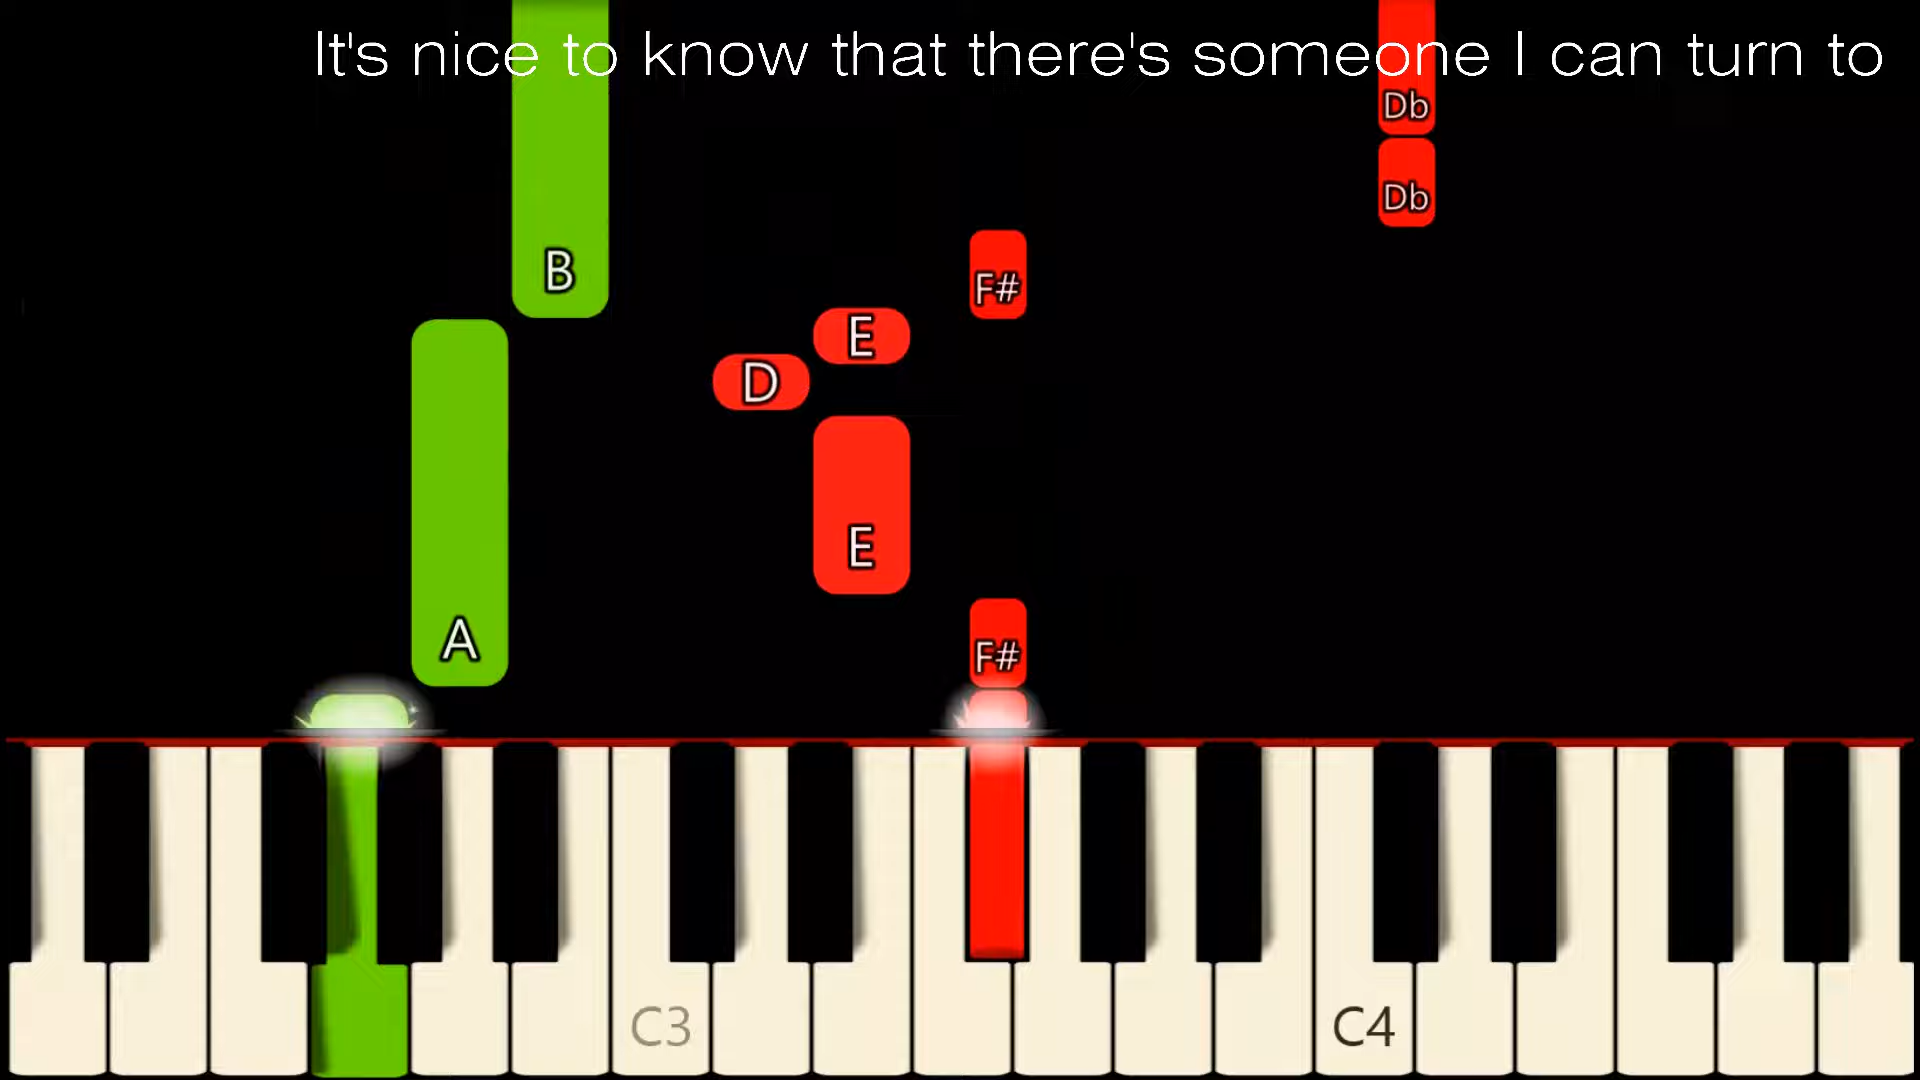 It's nice to know that there's someone I can turn to
Db
Db
B
F#
E
D
E
A
F#
C3
C4